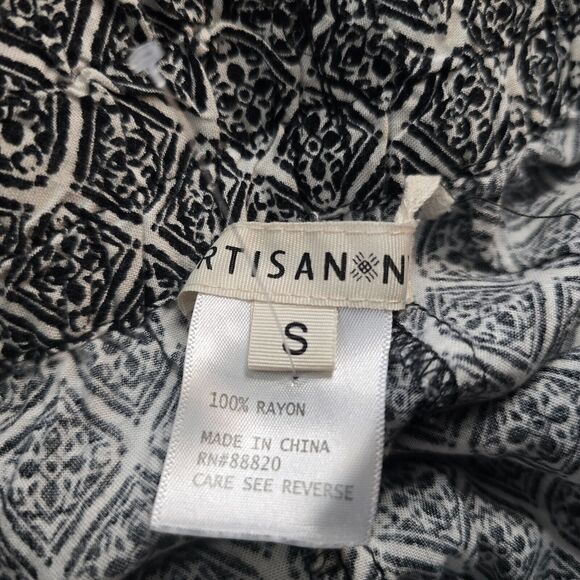 RTISAN N
S
100% RAYON
MADE IN CHINA
RN#88820
CARE SEE REVERSE